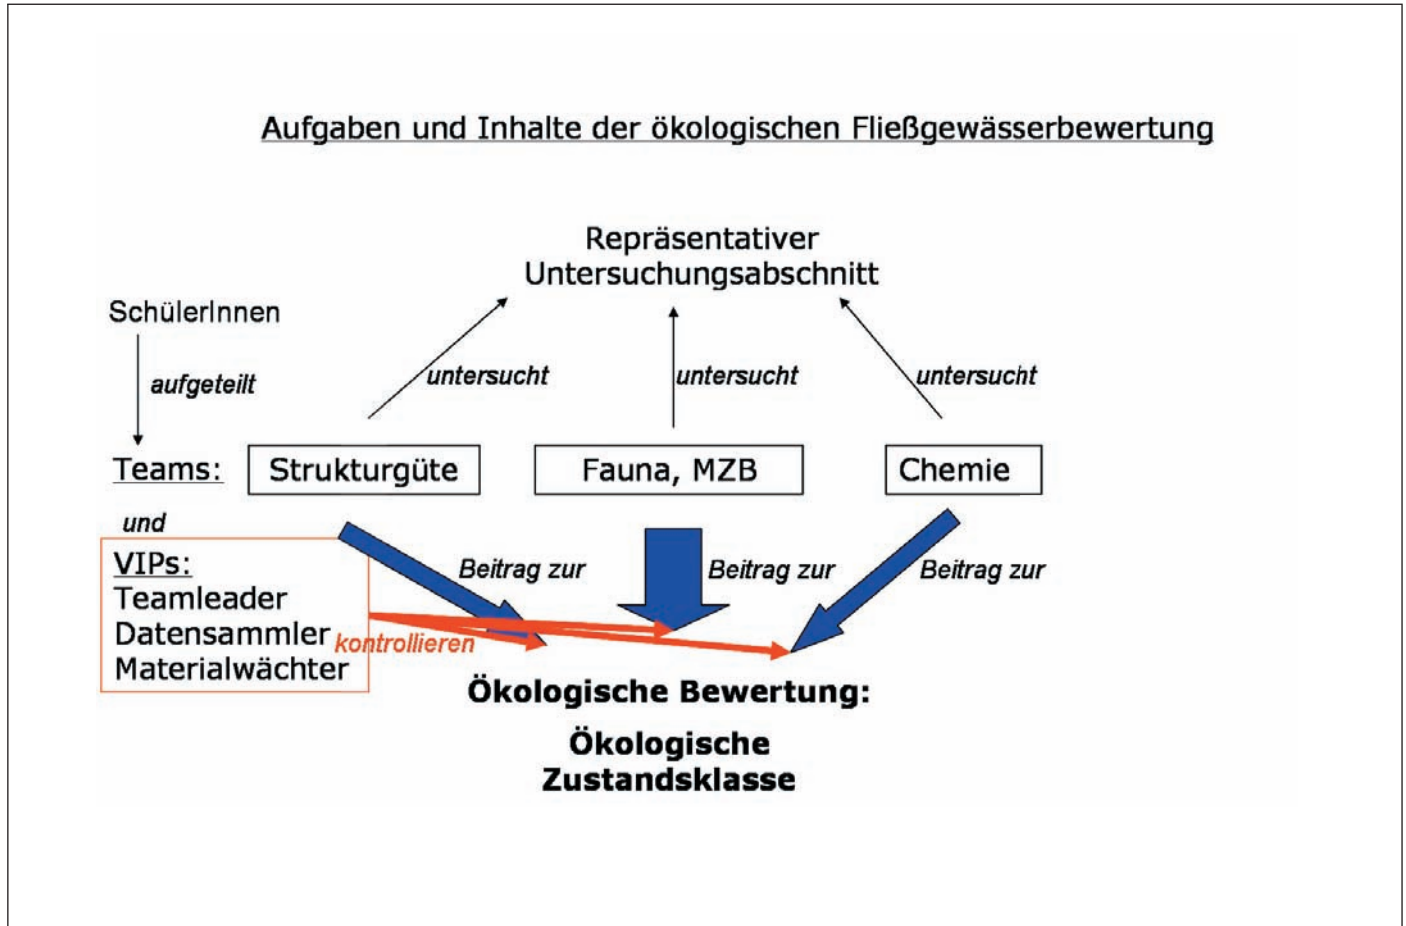 Aufgaben und Inhalte der ökologischen Fließgewässerbewertung
Repräsentativer
Untersuchungsabschnitt
SchülerInnen
aufgeteilt
untersucht
untersucht
untersucht
Teams:
Strukturgüte
Fauna, MZB
Chemie
und
VIPs:
Teamleader
Datensammler
Materialwächter
Beitrag zur
Beitrag zur
Beitrag zur
kontrollieren
Ökologische Bewertung:
Ökologische
Zustandsklasse